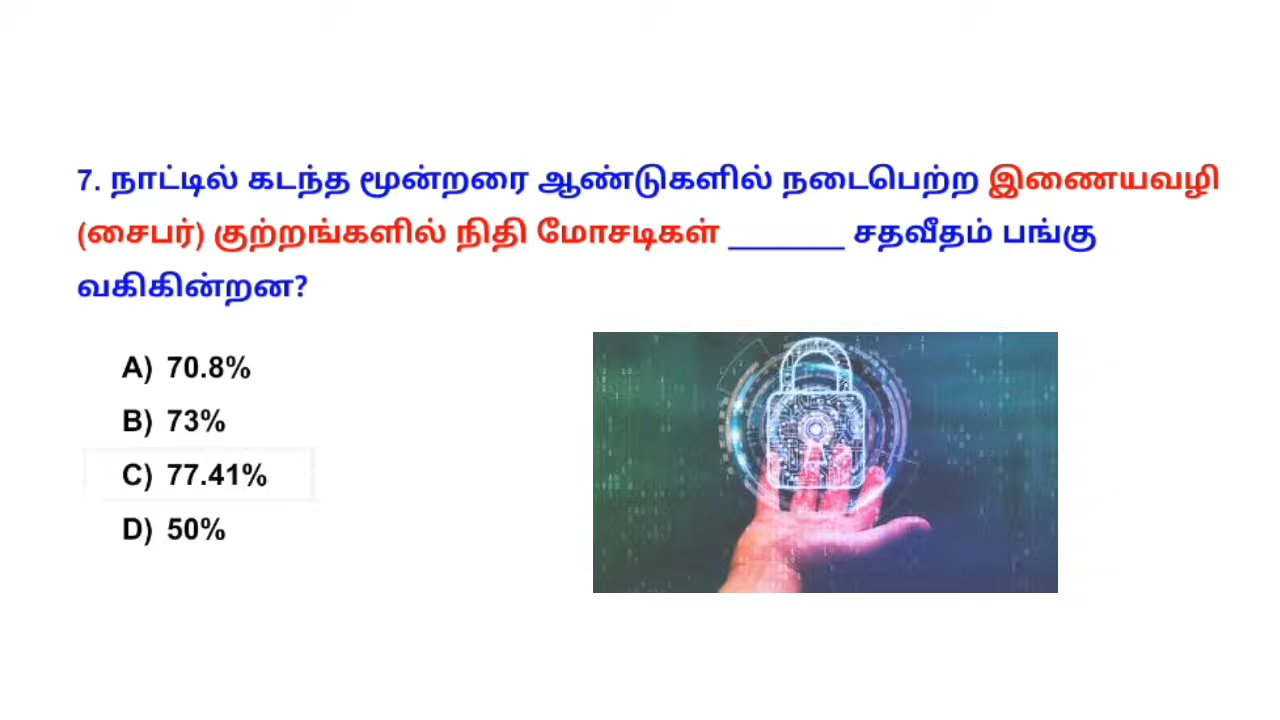 7. நாட்டில் கடந்த மூன்றரை ஆண்டுகளில் நடைபெற்ற இணையவழி
(சைபர்) குற்றங்களில் நிதி மோசடிகள் ________ சதவீதம் பங்கு
வகிகின்றன?
A) 70.8%
B) 73%
C) 77.41%
D) 50%